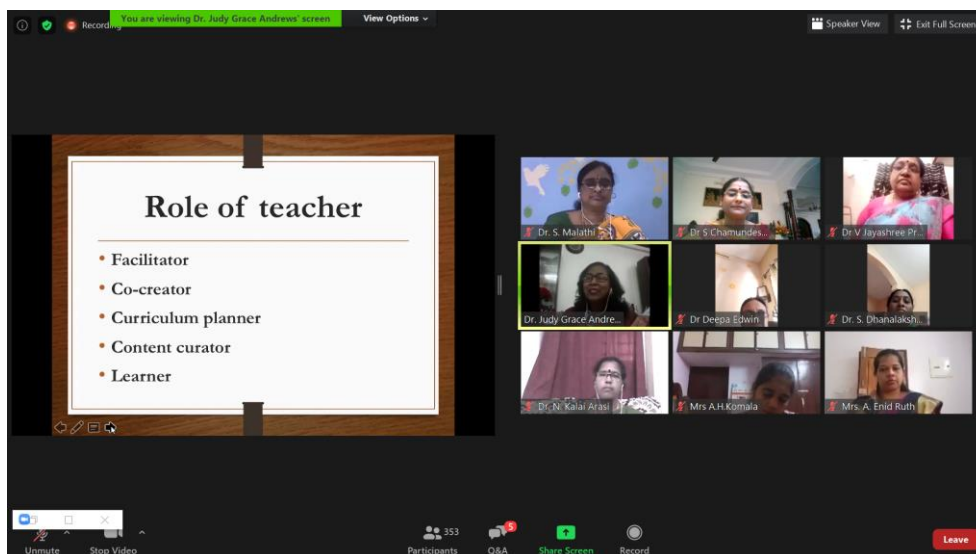 Recording
You are viewing Dr. Judy Grace Andrews' screen
View Options
Speaker View
Exit Full Screen
Role of teacher
• Facilitator
• Co-creator
• Curriculum planner
• Content curator
• Learner
Dr. S. Malathi
Dr S Chamundes...
Dr V Jayashree Pr...
Dr. Judy Grace Andre...
Dr Deepa Edwin
Dr. S. Dhanalaksh...
Dr. N. Kalai Arasi
Mrs A.H.Komala
Mrs. A. Enid Ruth
Unmute
Stop Video
353
Participants
5
Q&A
Share Screen
Record
Leave